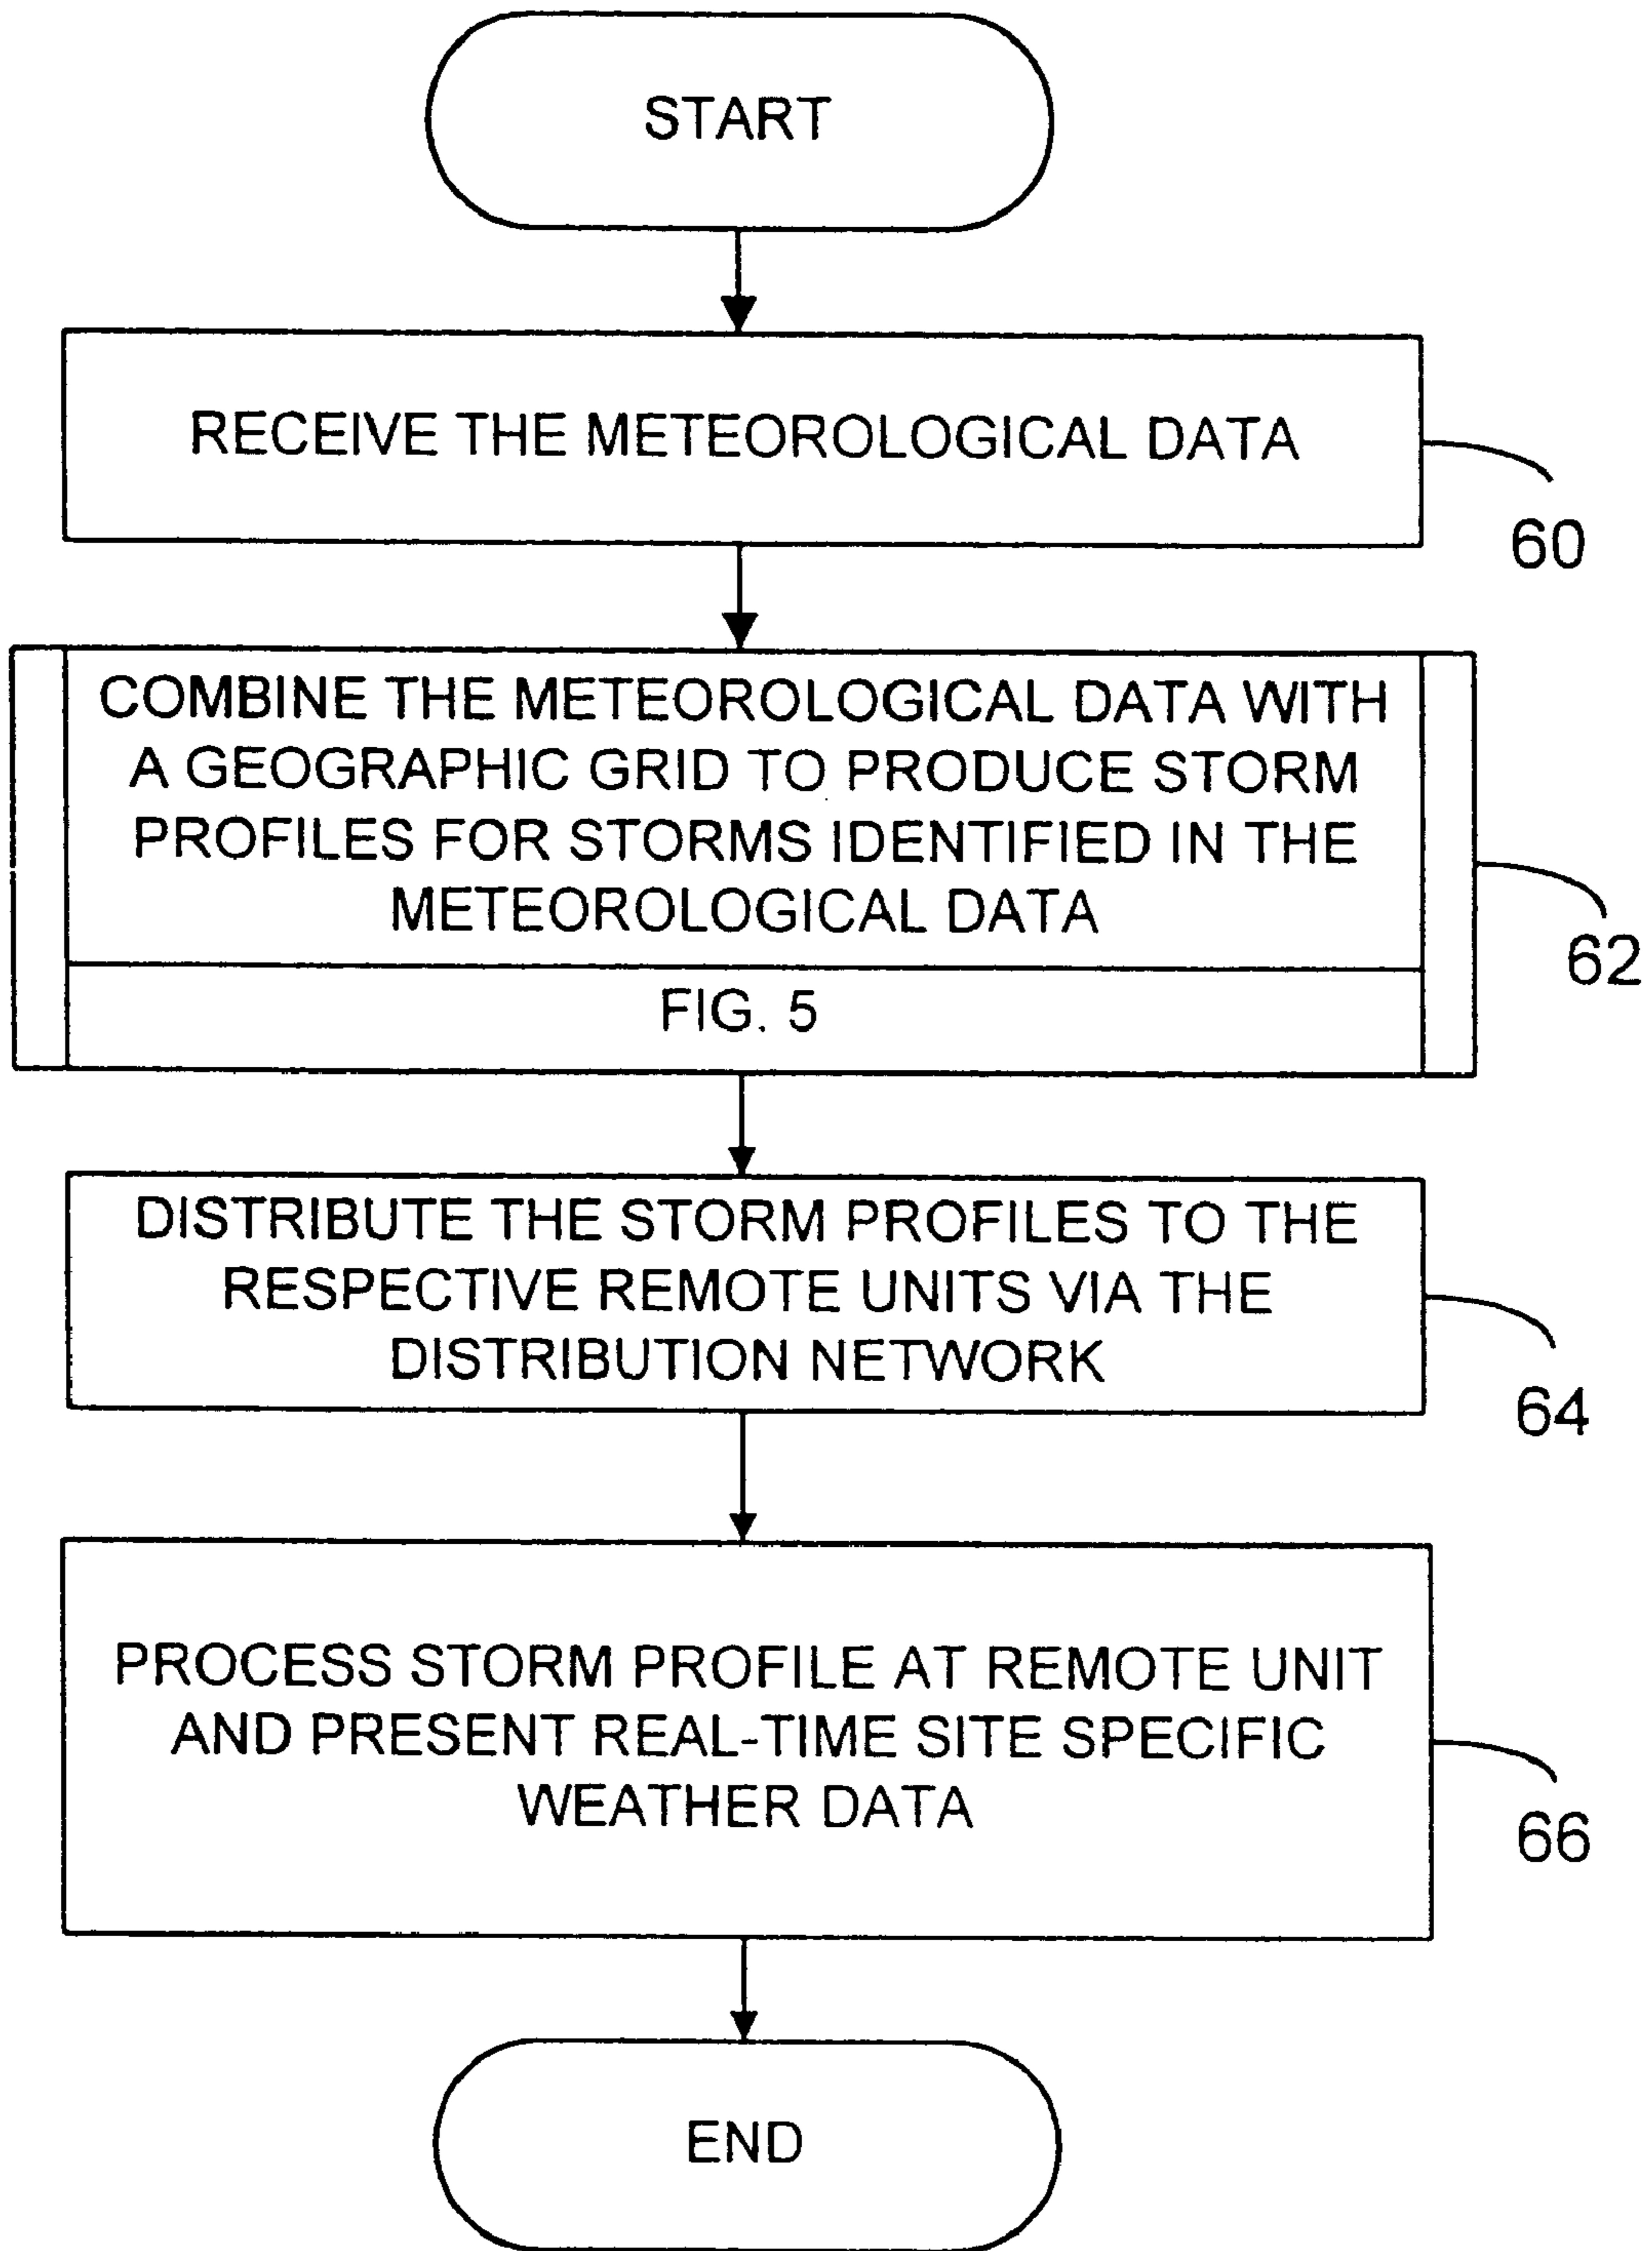 START
RECEIVE THE METEOROLOGICAL DATA
60
COMBINE THE METEOROLOGICAL DATA WITH
A GEOGRAPHIC GRID TO PRODUCE STORM
PROFILES FOR STORMS IDENTIFIED IN THE
METEOROLOGICAL DATA
62
FIG. 5
DISTRIBUTE THE STORM PROFILES TO THE
RESPECTIVE REMOTE UNITS VIA THE
DISTRIBUTION NETWORK
64
PROCESS STORM PROFILE AT REMOTE UNIT
AND PRESENT REAL-TIME SITE SPECIFIC
WEATHER DATA
66
END